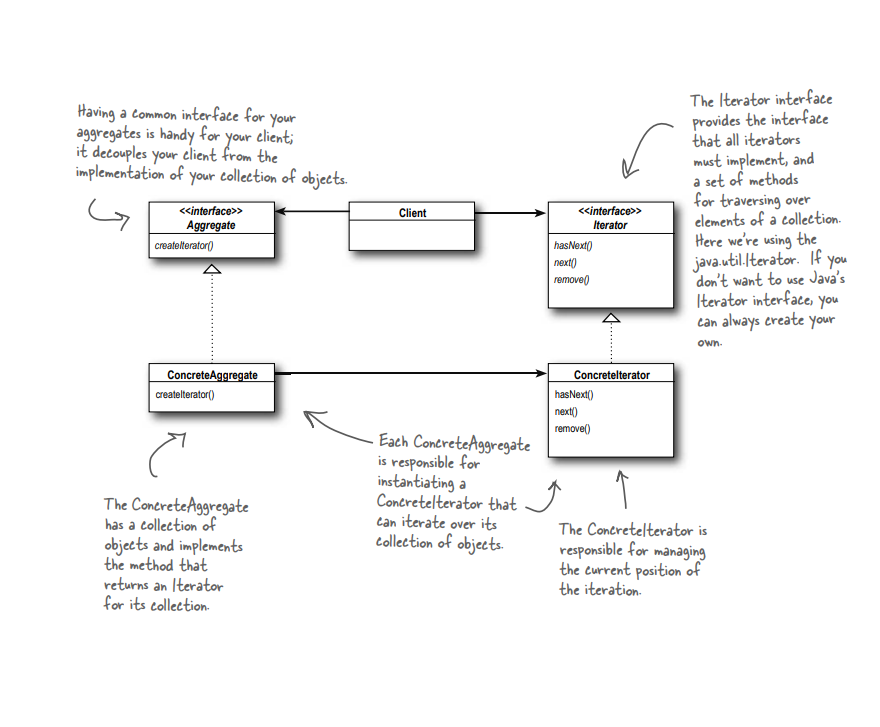 Having a common interface for your
aggregates is handy for your client;
it decouples your client from the
implementation of your collection of objects.
The Iterator interface
provides the interface
that all iterators
must implement, and
a set of methods
for traversing over
elements of a collection.
Here we're using the
java.util.Iterator. If you
don't want to use Java's
Iterator interface, you
can always create your
own.
<<interface>>
Aggregate
createIterator()
Client
<<interface>>
Iterator
hasNext()
next()
remove()
ConcreteAggregate
createIterator()
ConcreteIterator
hasNext()
next()
remove()
The ConcreteAggregate
has a collection of
objects and implements
the method that
returns an Iterator
for its collection.
Each ConcreteAggregate
is responsible for
instantiating a
ConcreteIterator that
can iterate over its
collection of objects.
The ConcreteIterator is
responsible for managing
the current position of
the iteration.